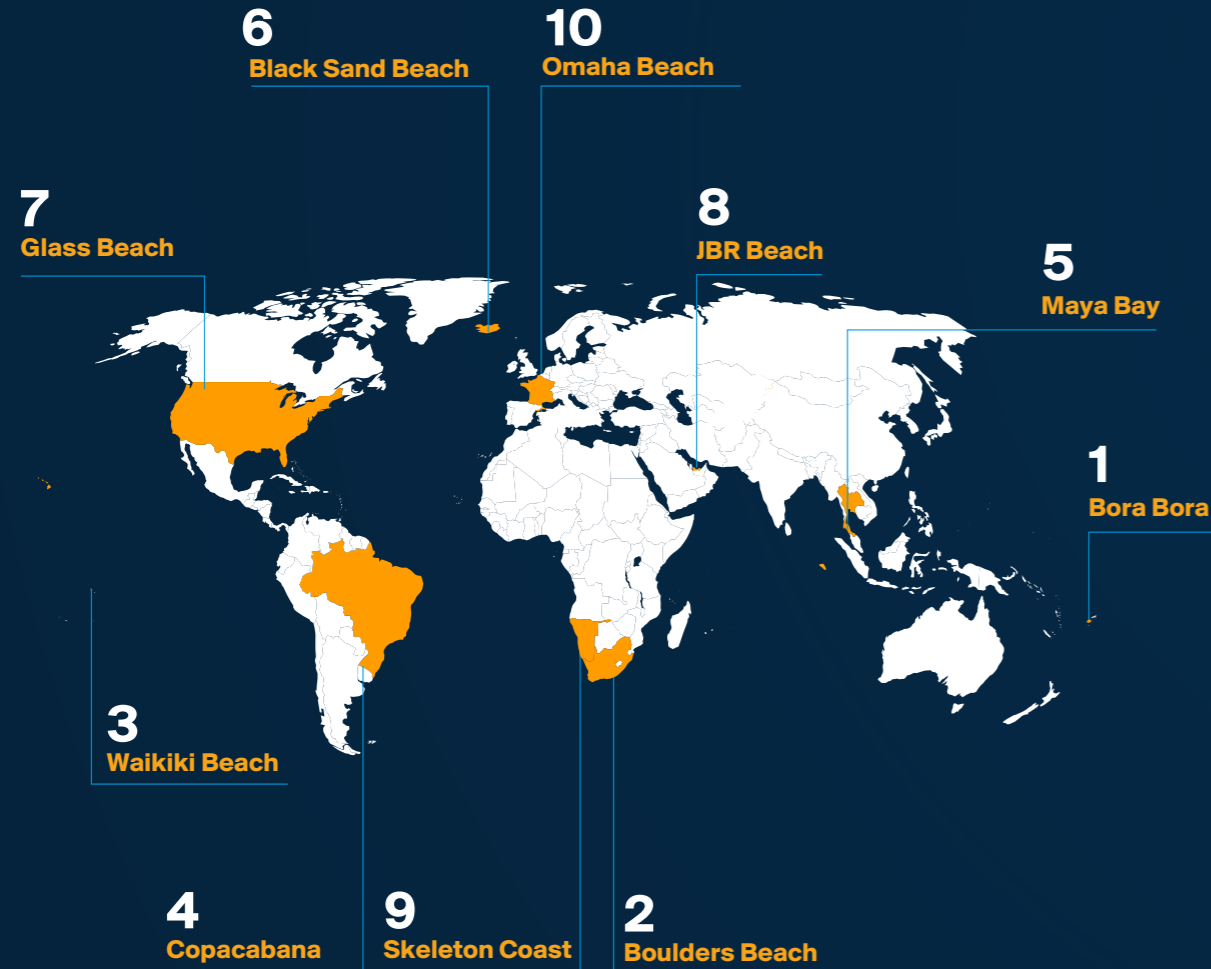 6
Black Sand Beach
10
Omaha Beach
7
Glass Beach
8
JBR Beach
5
Maya Bay
1
Bora Bora
3
Waikiki Beach
4
Copacabana
9
Skeleton Coast
2
Boulders Beach